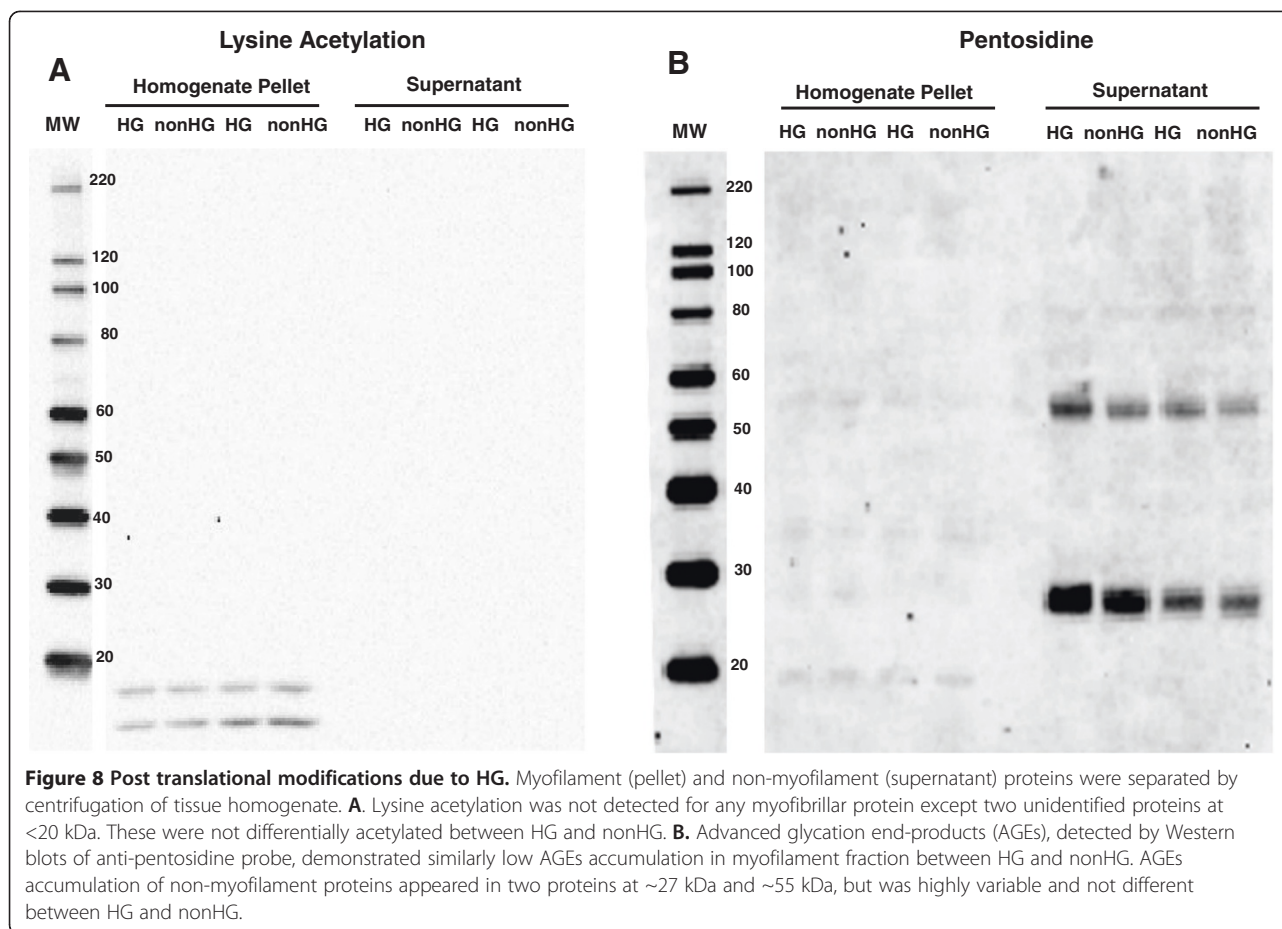 Lysine Acetylation
A
Homogenate Pellet Supernatant
MW HG nonHG HG nonHG HG nonHG HG nonHG
220
120
100
80
60
50
40
30
20
Pentosidine
B
Homogenate Pellet Supernatant
MW HG nonHG HG nonHG HG nonHG HG nonHG
220
120
100
80
60
50
40
30
20
Figure 8 Post translational modifications due to HG. Myofilament (pellet) and non-myofilament (supernatant) proteins were separated by
centrifugation of tissue homogenate. A. Lysine acetylation was not detected for any myofibrillar protein except two unidentified proteins at
<20 kDa. These were not differentially acetylated between HG and nonHG. B. Advanced glycation end-products (AGEs), detected by Western
blots of anti-pentosidine probe, demonstrated similarly low AGEs accumulation in myofilament fraction between HG and nonHG. AGEs
accumulation of non-myofilament proteins appeared in two proteins at ~27 kDa and ~55 kDa, but was highly variable and not different
between HG and nonHG.